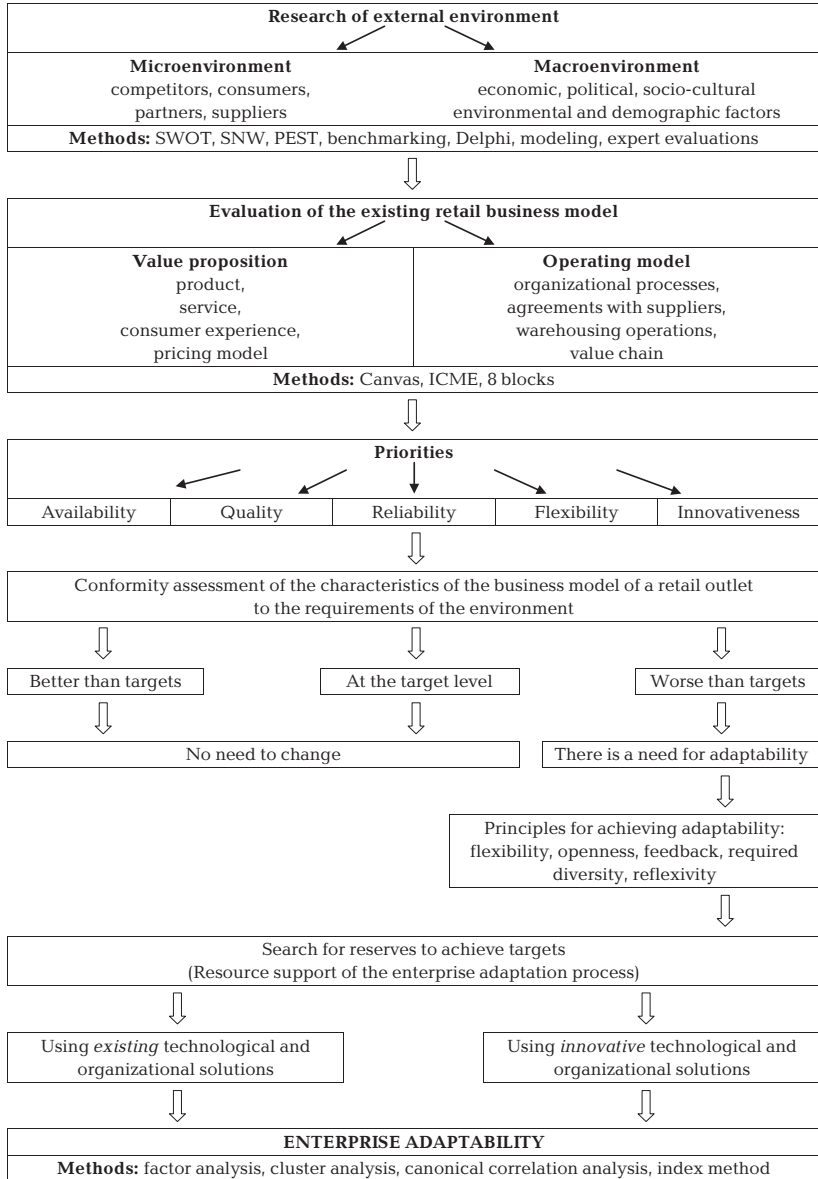 Research of external environment
Microenvironment
competitors, consumers,
partners, suppliers
Macroenvironment
economic, political, socio-cultural
environmental and demographic factors
Methods: SWOT, SNW, PEST, benchmarking, Delphi, modeling, expert evaluations
Evaluation of the existing retail business model
Value proposition
product,
service,
consumer experience,
pricing model
Operating model
organizational processes,
agreements with suppliers,
warehousing operations,
value chain
Methods: Canvas, ICME, 8 blocks
Priorities
Availability
Quality
Reliability
Flexibility
Innovativeness
Conformity assessment of the characteristics of the business model of a retail outlet
to the requirements of the environment
Better than targets
At the target level
Worse than targets
No need to change
There is a need for adaptability
Principles for achieving adaptability:
flexibility, openness, feedback, required
diversity, reflexivity
Search for reserves to achieve targets
(Resource support of the enterprise adaptation process)
Using existing technological and
organizational solutions
Using innovative technological and
organizational solutions
ENTERPRISE ADAPTABILITY
Methods: factor analysis, cluster analysis, canonical correlation analysis, index method